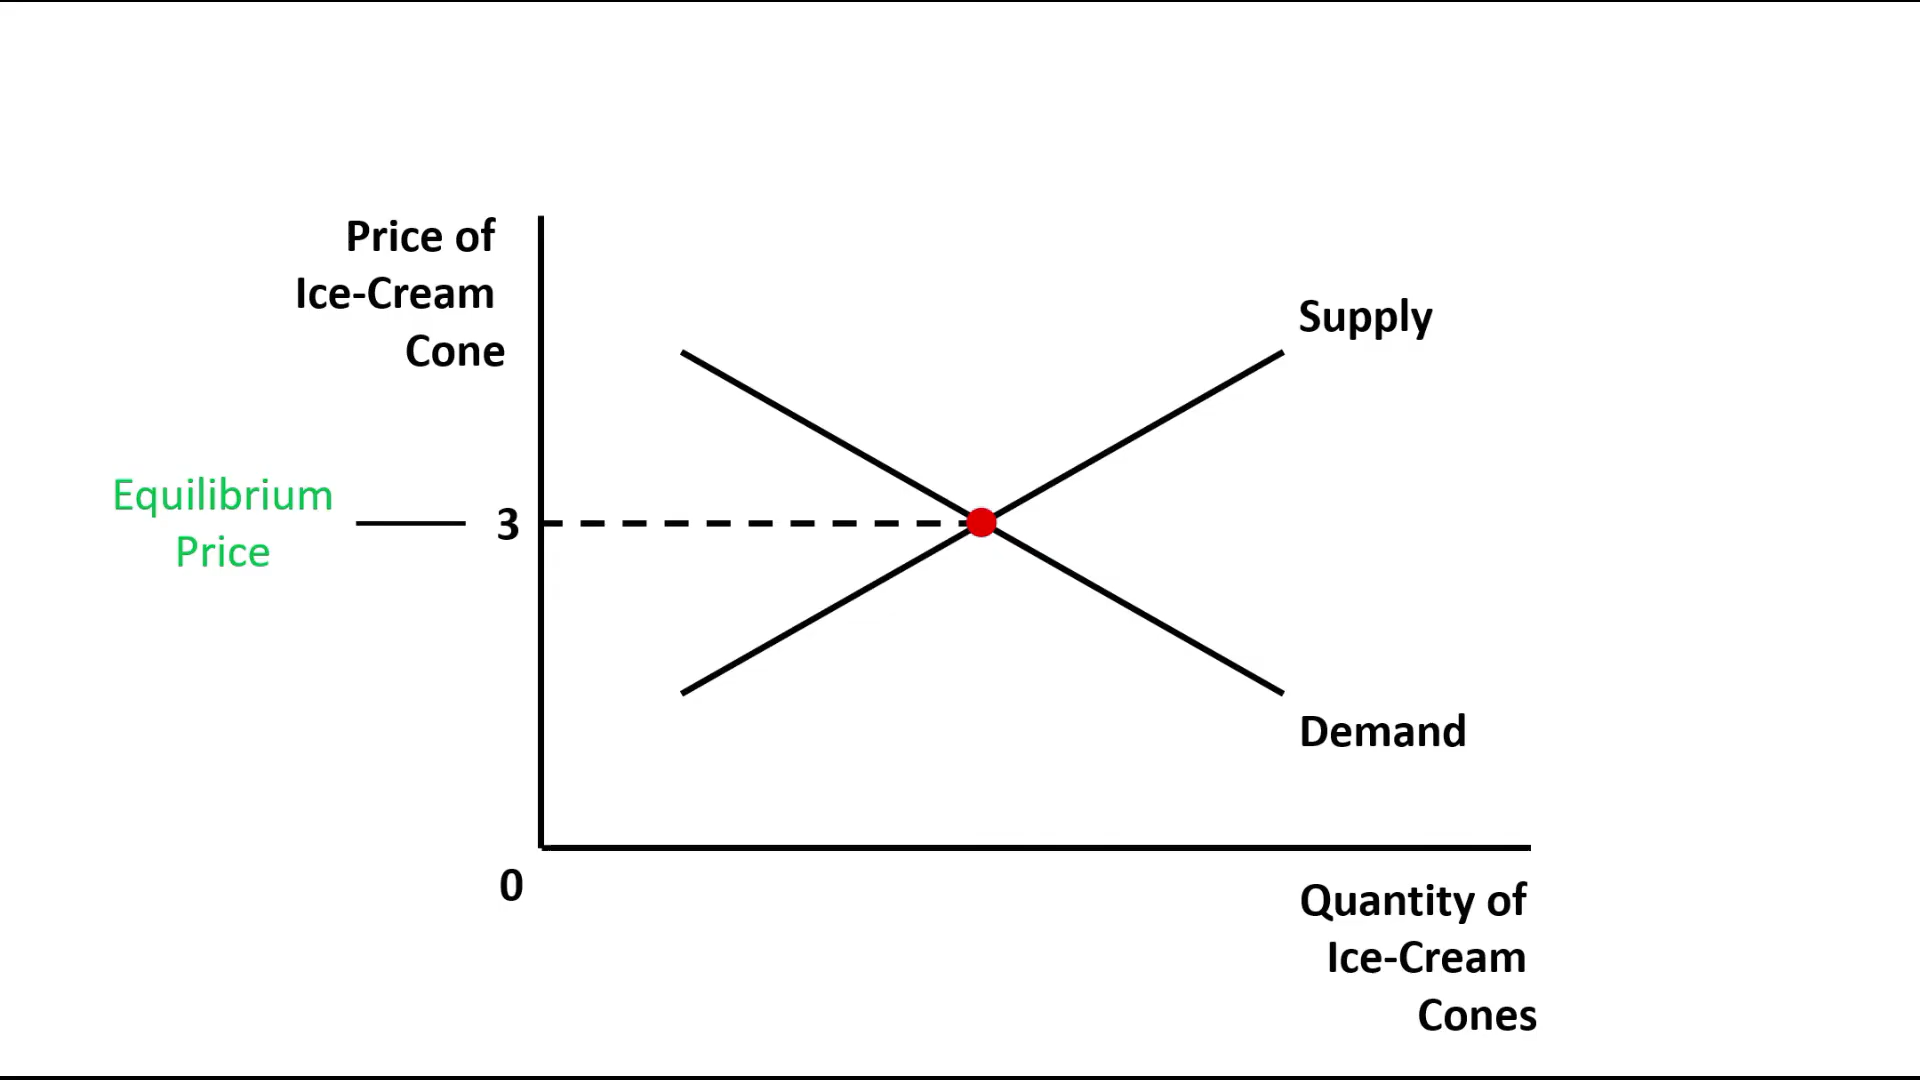 Price of
Ice-Cream
Cone
Supply
Equilibrium
Price
3
Demand
0
Quantity of
Ice-Cream
Cones